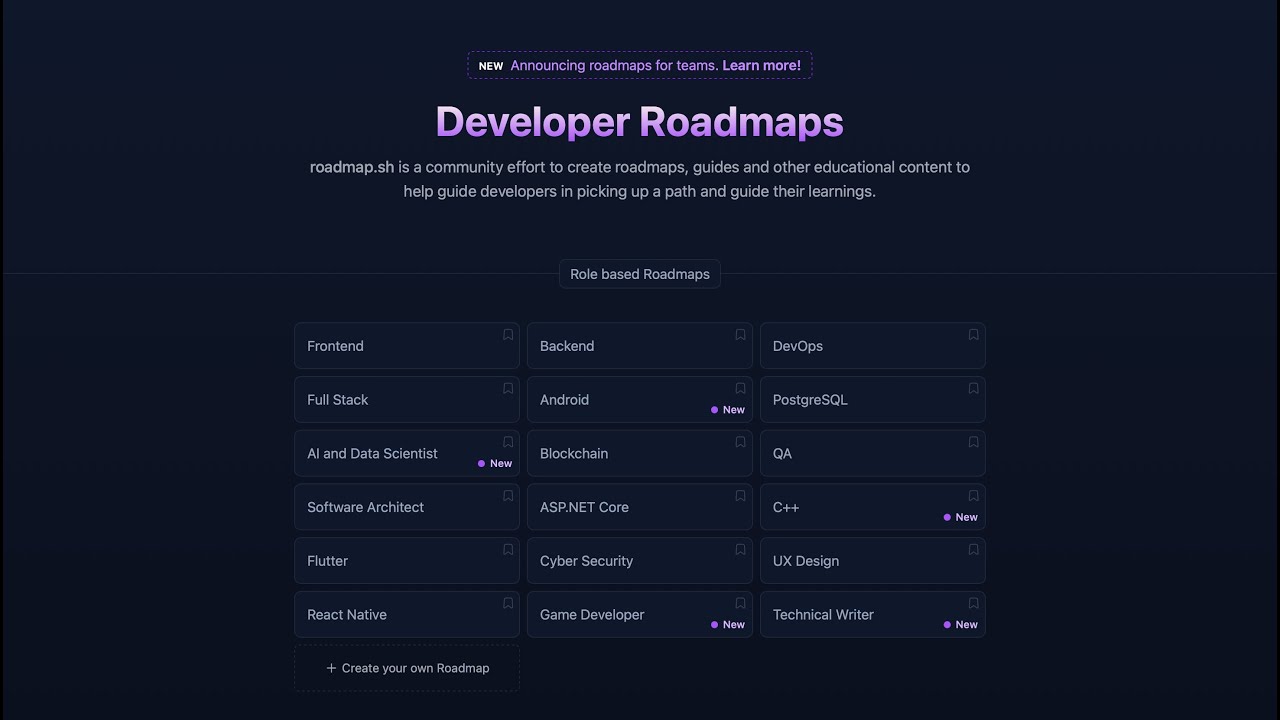 NEW Announcing roadmaps for teams. Learn more!
Developer Roadmaps
roadmap.sh is a community effort to create roadmaps, guides and other educational content to
help guide developers in picking up a path and guide their learnings.
Role based Roadmaps
Frontend
Backend
DevOps
Full Stack
Android
New
PostgreSQL
AI and Data Scientist
New
Blockchain
QA
Software Architect
ASP.NET Core
C++
New
Flutter
Cyber Security
UX Design
React Native
Game Developer
New
Technical Writer
New
+ Create your own Roadmap